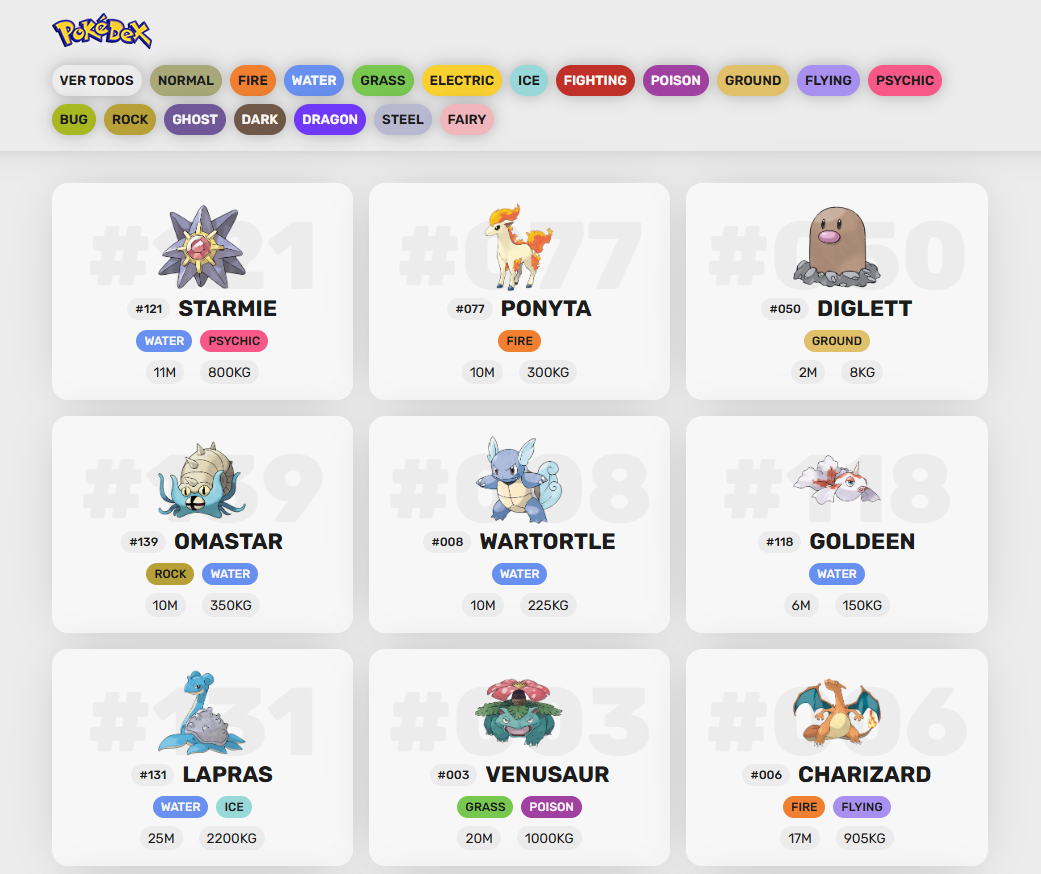 PokéDex
VER TODOS NORMAL FIRE WATER GRASS ELECTRIC ICE FIGHTING POISON GROUND FLYING PSYCHIC
BUG ROCK GHOST DARK DRAGON STEEL FAIRY
#121 #077 #050
#121 STARMIE #077 PONYTA #050 DIGLETT
WATER PSYCHIC FIRE GROUND
11M 800KG 10M 300KG 2M 8KG
#139 #008 #118
#139 OMASTAR #008 WARTORTLE #118 GOLDEEN
ROCK WATER WATER WATER
10M 350KG 10M 225KG 6M 150KG
#131 #003 #006
#131 LAPRAS #003 VENUSAUR #006 CHARIZARD
WATER ICE GRASS POISON FIRE FLYING
25M 2200KG 20M 1000KG 17M 905KG